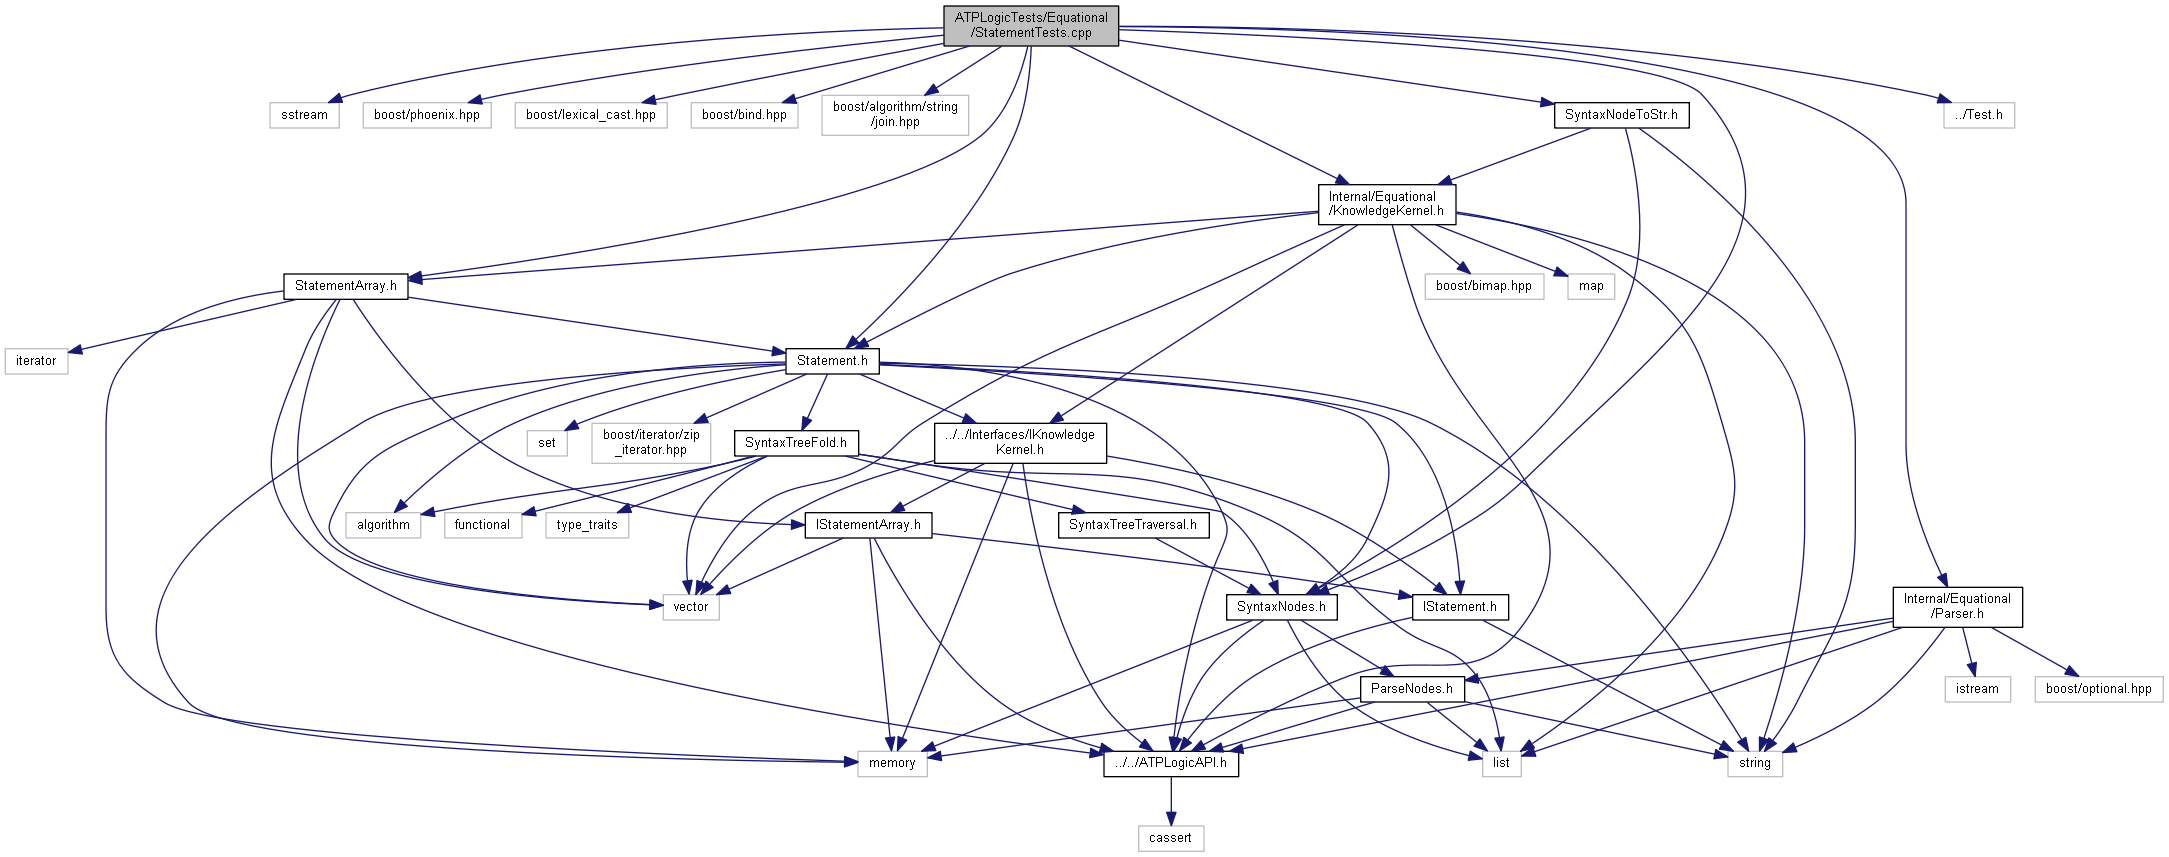 ATPLogicTests/Equational
/StatementTests.cpp
sstream
boost/phoenix.hpp
boost/lexical_cast.hpp
boost/bind.hpp
boost/algorithm/string
/join.hpp
SyntaxNodeToStr.h
../Test.h
Internal/Equational
/KnowledgeKernel.h
StatementArray.h
boost/bimap.hpp
map
iterator
Statement.h
set
boost/iterator/zip
_iterator.hpp
SyntaxTreeFold.h
../../Interfaces/IKnowledge
Kernel.h
algorithm
functional
type_traits
IStatementArray.h
SyntaxTreeTraversal.h
vector
SyntaxNodes.h
IStatement.h
Internal/Equational
/Parser.h
ParseNodes.h
istream
boost/optional.hpp
memory
../../ATPLogicAPI.h
list
string
cassert